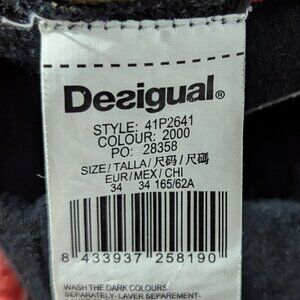 Desigual®
STYLE: 41P2641
COLOUR: 2000
PO: 28358
SIZE/TALLA/尺码/尺碼
EUR/MEX/CHI
34 34 165/62A
8 433937 258190
WASH THE DARK COLOURS
SEPARATELY-LAVER SEPAREMENT-